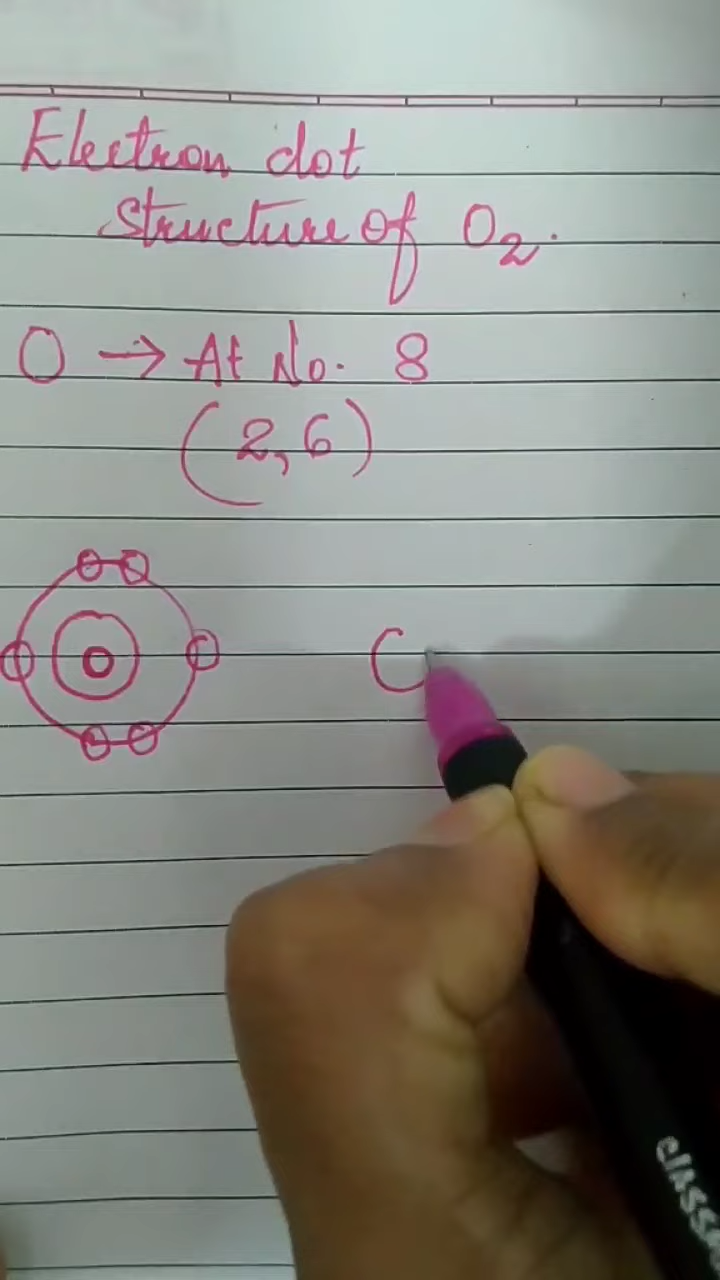 Electron dot
structure of O2.
O → At No. 8
(2,6)
O
C